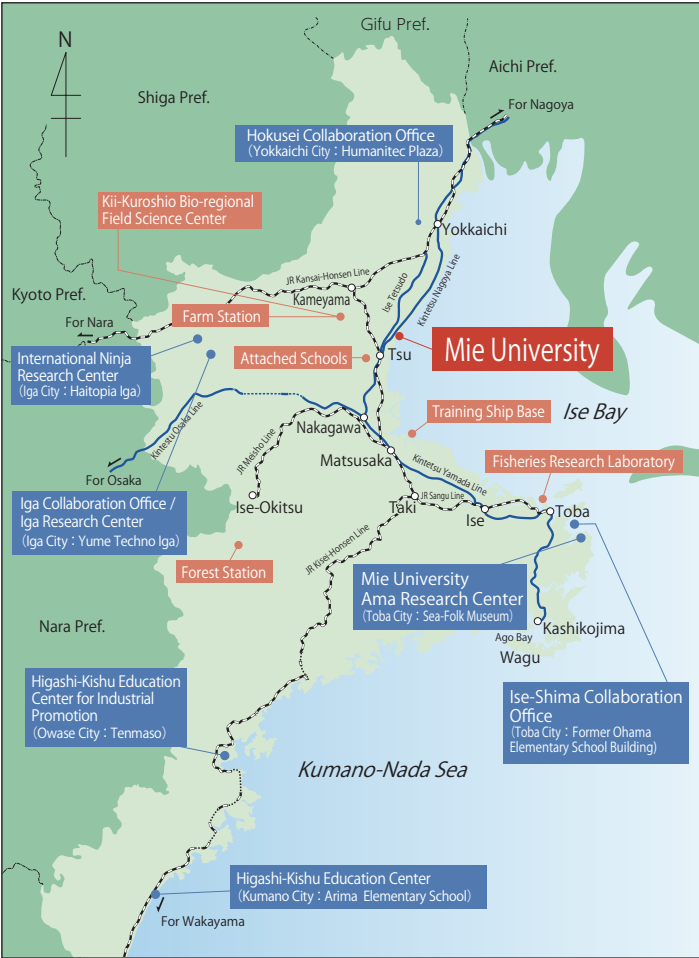 Gifu Pref.
N
Aichi Pref.
Shiga Pref.
For Nagoya
Hokusei Collaboration Office
(Yokkaichi City : Humanitec Plaza)
Kii-Kuroshio Bio-regional
Field Science Center
Yokkaichi
JR Kansai-Honsen Line
Ise Tetsudo
Kintetsu Nagoya Line
Kyoto Pref.
Kameyama
For Nara
Farm Station
International Ninja
Research Center
(Iga City : Haitopia Iga)
Attached Schools
Tsu
Mie University
Kintestu Osaka Line
Training Ship Base
Ise Bay
Nakagawa
JR Meisho Line
Matsusaka
Kintetsu Yamada Line
Fisheries Research Laboratory
For Osaka
Iga Collaboration Office /
Iga Research Center
(Iga City : Yume Techno Iga)
Ise-Okitsu
Taki
JR Sangu Line
Ise
Toba
JR Kisei-Honsen Line
Forest Station
Mie University
Ama Research Center
(Toba City : Sea-Folk Museum)
Nara Pref.
Kashikojima
Ago Bay
Wagu
Higashi-Kishu Education
Center for Industrial
Promotion
(Owase City : Tenmaso)
Ise-Shima Collaboration
Office
(Toba City : Former Ohama
Elementary School Building)
Kumano-Nada Sea
Higashi-Kishu Education Center
(Kumano City : Arima Elementary School)
For Wakayama